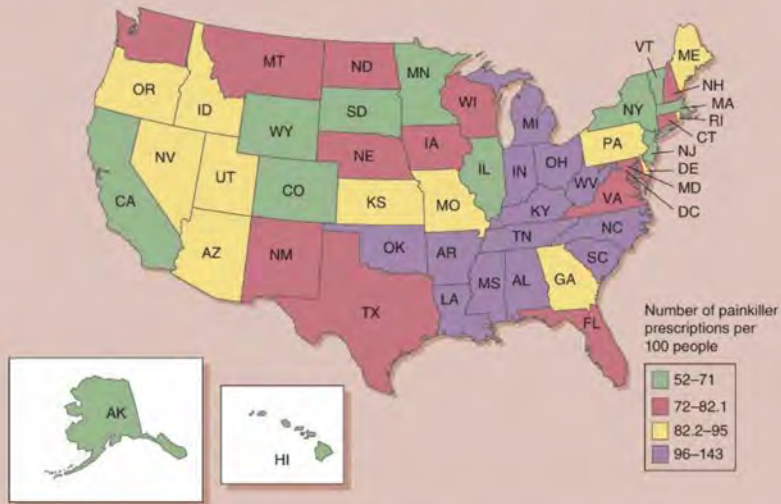 VT
ME
MT
ND
MN
OR
ID
SD
WI
NY
NH
MA
WY
MI
RI
CT
NE
IA
PA
NJ
NV
UT
CO
IL
IN
OH
DE
MD
DC
CA
KS
MO
WV
VA
KY
AZ
NM
OK
AR
TN
NC
SC
TX
LA
MS
AL
GA
FL
Number of painkiller
prescriptions per
100 people
52–71
72–82.1
82.2–95
96–143
AK
HI